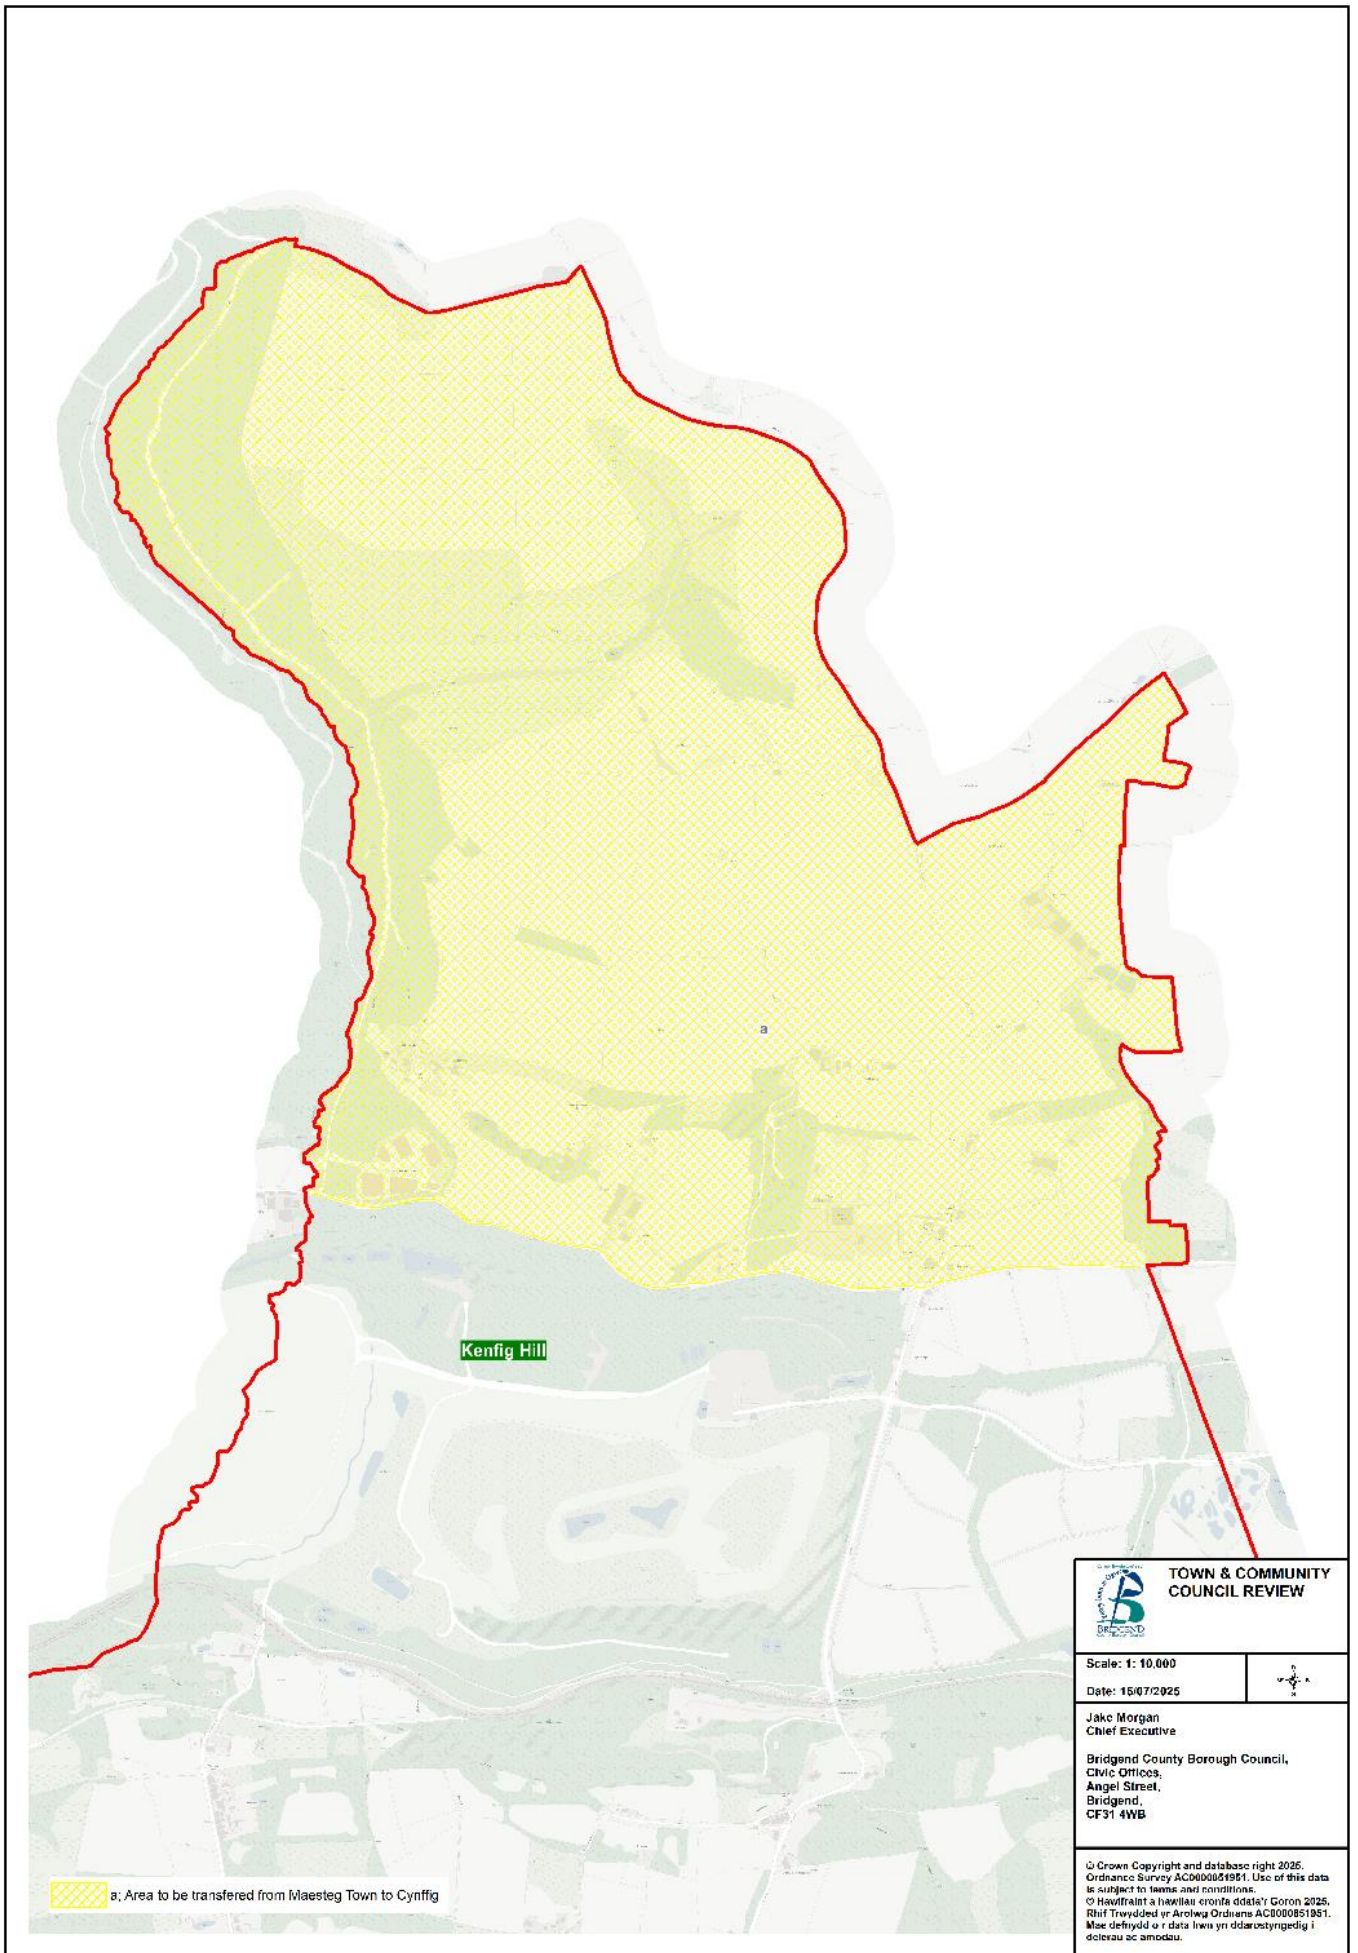 a
Kenfig Hill
TOWN & COMMUNITY
COUNCIL REVIEW
BRIDGEND
Scale: 1: 10,000
Date: 16/07/2025
Jake Morgan
Chief Executive
Bridgend County Borough Council,
Civic Offices,
Angel Street,
Bridgend,
CF31 4WB
a; Area to be transfered from Maesteg Town to Cynffig
© Crown Copyright and database right 2025.
Ordnance Survey AC0000851951. Use of this data
is subject to terms and conditions.
© Hawlfraint a hawliau cronfa ddata'r Goron 2025.
Rhif Trwydded yr Arolwg Ordnans AC0000851951.
Mae defnydd o r data hwn yn ddarostyngedig i
delerau ac amodau.